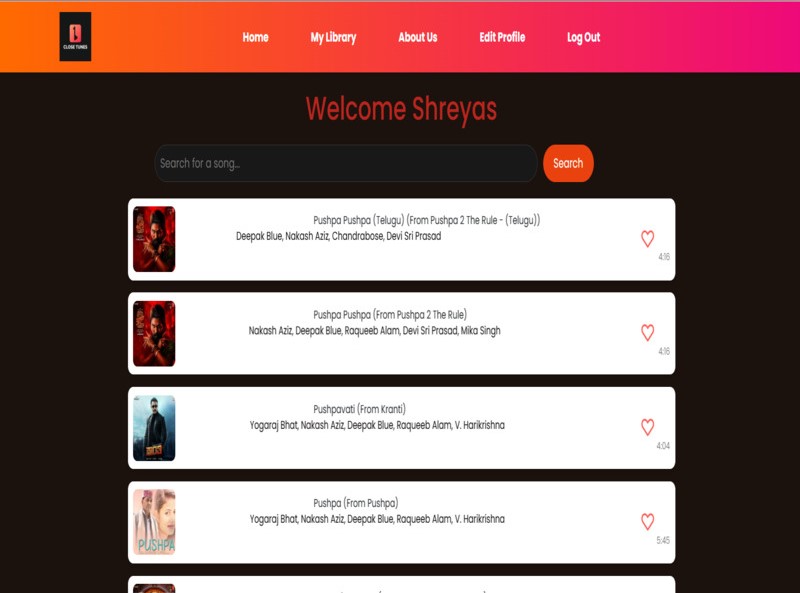 CLOSE TUNES
Home
My Library
About Us
Edit Profile
Log Out
Welcome Shreyas
Search for a song...
Search
Pushpa Pushpa (Telugu) (From Pushpa 2 The Rule - (Telugu))
Deepak Blue, Nakash Aziz, Chandrabose, Devi Sri Prasad
4:16
Pushpa Pushpa (From Pushpa 2 The Rule)
Nakash Aziz, Deepak Blue, Raqueeb Alam, Devi Sri Prasad, Mika Singh
4:16
Pushpavati (From Kranti)
Yogaraj Bhat, Nakash Aziz, Deepak Blue, Raqueeb Alam, V. Harikrishna
4:04
Pushpa (From Pushpa)
Yogaraj Bhat, Nakash Aziz, Deepak Blue, Raqueeb Alam, V. Harikrishna
PUSHPA
5:45